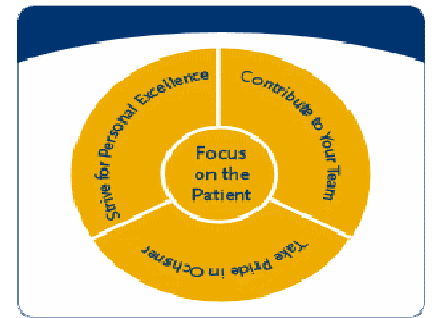 Strive for Personal Excellence
Contribute to Your Team
Focus
on the
Patient
Take Pride in Ochsner